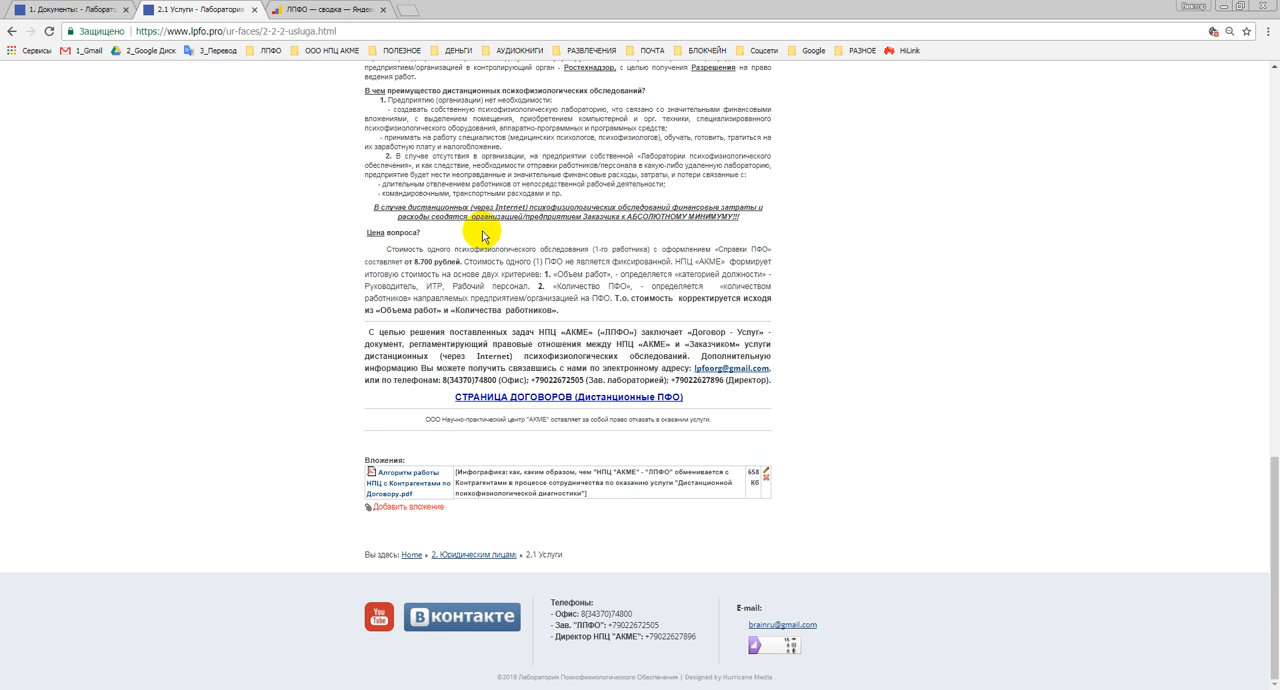 1. Документы: - Лаборато
2.1 Услуги - Лаборатория
ЛПФО — сводка — Яндек
Виктор
Защищено
https://www.lpfo.pro/ur-faces/2-2-2-usluga.html
Сервисы
1_Gmail
2_Google Диск
3_Перевод
ЛПФО
ООО НПЦ АКМЕ
ПОЛЕЗНОЕ
ДЕНЬГИ
АУДИОКНИГИ
РАЗВЛЕЧЕНИЯ
ПОЧТА
БЛОКЧЕЙН
Соцсети
Google
РАЗНОЕ
HiLink
предприятием/организацией в контролирующий орган - Ростехнадзор, с целью получения Разрешения на право
ведения работ.
В чем преимущество дистанционных психофизиологических обследований?
1. Предприятию (организации) нет необходимости:
- создавать собственную психофизиологическую лабораторию, что связано со значительными финансовыми
вложениями, с выделением помещения, приобретением компьютерной и орг. техники, специализированного
психофизиологического оборудования, аппаратно-программных и программных средств;
- принимать на работу специалистов (медицинских психологов, психофизиологов), обучать, готовить, тратиться на
их заработную плату и налогобложение.
2. В случае отсутствия в организации, на предприятии собственной «Лаборатории психофизиологического
обеспечения», и как следствие, необходимости отправки работников/персонала в какую-либо удаленную лабораторию,
предприятие будет нести неоправданные и значительные финансовые расходы, затраты, и потери связанные с:
- длительным отвлечением работников от непосредственной рабочей деятельности;
- командировочными, транспортными расходами и пр.
В случае дистанционных (через Internet) психофизиологических обследований финансовые затраты и
расходы сводятся организацией/предприятием Заказчика к АБСОЛЮТНОМУ МИНИМУМУ!!!
Цена вопроса?
Стоимость одного психофизиологического обследования (1-го работника) с оформлением «Справки ПФО»
составляет от 8.700 рублей. Стоимость одного (1) ПФО не является фиксированной. НПЦ «АКМЕ» формирует
итоговую стоимость на основе двух критериев: 1. «Объем работ», - определяется «категорией должности» -
Руководитель, ИТР, Рабочий персонал. 2. «Количество ПФО», - определяется «количеством
работников» направляемых предприятием/организацией на ПФО. Т.о. стоимость корректируется исходя
из «Объема работ» и «Количества работников».
С целью решения поставленных задач НПЦ «АКМЕ» («ЛПФО») заключает «Договор - Услуг» -
документ, регламентирующий правовые отношения между НПЦ «АКМЕ» и «Заказчиком» услуги
дистанционных (через Internet) психофизиологических обследований. Дополнительную
информацию Вы можете получить связавшись с нами по электронному адресу: lpfoorg@gmail.com,
или по телефонам: 8(34370)74800 (Офис); +79022672505 (Зав. лабораторией); +79022627896 (Директор).
СТРАНИЦА ДОГОВОРОВ (Дистанционные ПФО)
ООО Научно-практический центр "АКМЕ" оставляет за собой право отказать в оказании услуги.
Вложения:
Алгоритм работы
НПЦ с Контрагентами по
Договору.pdf
[Инфографика: как, каким образом, чем "НПЦ "АКМЕ" - "ЛПФО" обменивается с
Контрагентами в процессе сотрудничества по оказанию услуги "Дистанционной
психофизиологической диагностики"]
658
Кб
Добавить вложение
Вы здесь: Home 2. Юридическим лицам: 2.1 Услуги
You
Tube
В контакте
Телефоны:
- Офис: 8(34370)74800
- Зав. "ЛПФО": +79022672505
- Директор НПЦ "АКМЕ": +79022627896
E-mail:
brainru@gmail.com
©2018 Лаборатория Психофизиологического Обеспечения | Designed by Hurricane Media